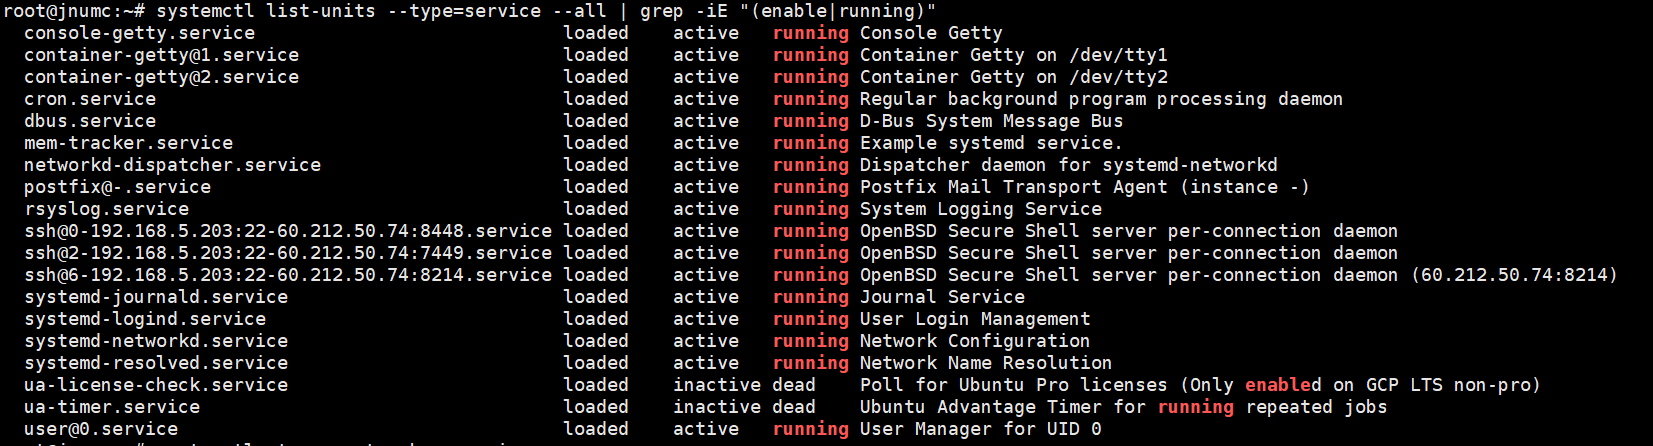 root@jnumc:~# systemctl list-units --type=service --all | grep -iE "(enable|running)"
console-getty.service loaded active running Console Getty
container-getty@1.service loaded active running Container Getty on /dev/tty1
container-getty@2.service loaded active running Container Getty on /dev/tty2
cron.service loaded active running Regular background program processing daemon
dbus.service loaded active running D-Bus System Message Bus
mem-tracker.service loaded active running Example systemd service.
networkd-dispatcher.service loaded active running Dispatcher daemon for systemd-networkd
postfix@-.service loaded active running Postfix Mail Transport Agent (instance -)
rsyslog.service loaded active running System Logging Service
ssh@0-192.168.5.203:22-60.212.50.74:8448.service loaded active running OpenBSD Secure Shell server per-connection daemon
ssh@2-192.168.5.203:22-60.212.50.74:7449.service loaded active running OpenBSD Secure Shell server per-connection daemon
ssh@6-192.168.5.203:22-60.212.50.74:8214.service loaded active running OpenBSD Secure Shell server per-connection daemon (60.212.50.74:8214)
systemd-journald.service loaded active running Journal Service
systemd-logind.service loaded active running User Login Management
systemd-networkd.service loaded active running Network Configuration
systemd-resolved.service loaded active running Network Name Resolution
ua-license-check.service loaded inactive dead Poll for Ubuntu Pro licenses (Only enabled on GCP LTS non-pro)
ua-timer.service loaded inactive dead Ubuntu Advantage Timer for running repeated jobs
user@0.service loaded active running User Manager for UID 0